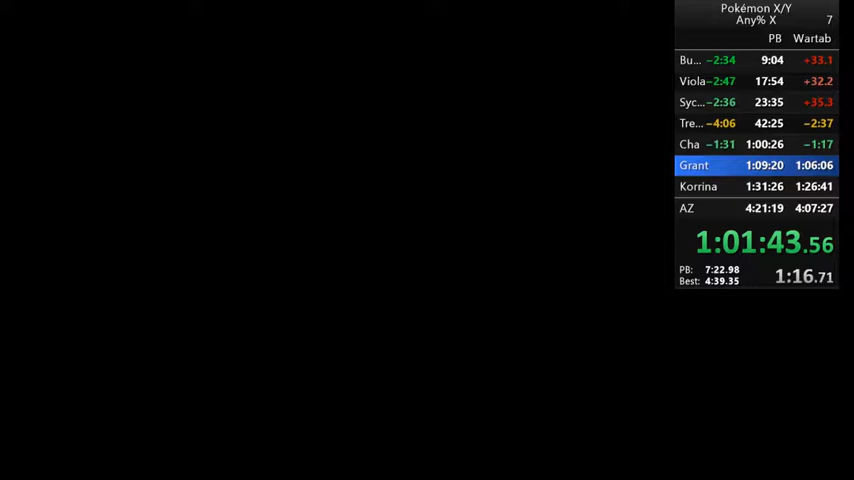 Pokémon X/Y
Any% X 7
PB Wartab
Bu... −2:34 9:04 +33.1
Viola −2:47 17:54 +32.2
Syc... −2:36 23:35 +35.3
Tre... −4:06 42:25 −2:37
Cha −1:31 1:00:26 −1:17
Grant 1:09:20 1:06:06
Korrina 1:31:26 1:26:41
AZ 4:21:19 4:07:27
1:01:43.56
PB: 7:22.98 1:16.71
Best: 4:39.35